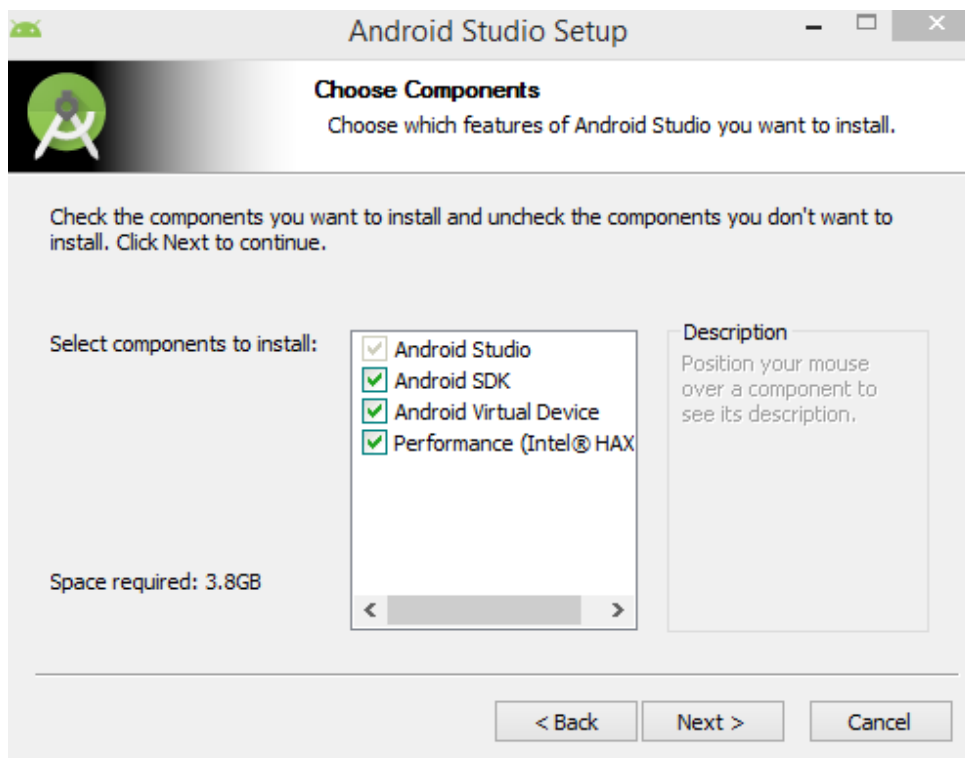 Android Studio Setup
Choose Components
Choose which features of Android Studio you want to install.
Check the components you want to install and uncheck the components you don't want to
install. Click Next to continue.
Select components to install:
Android Studio
Android SDK
Android Virtual Device
Performance (Intel® HAX
Description
Position your mouse
over a component to
see its description.
Space required: 3.8GB
< Back
Next >
Cancel